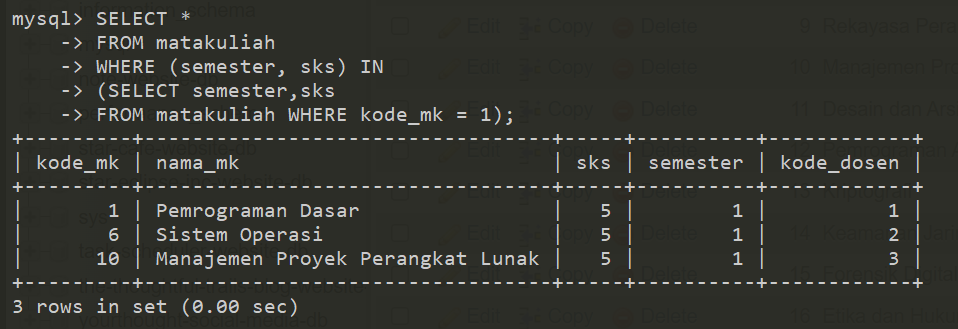 mysql> SELECT *
    -> FROM matakuliah
    -> WHERE (semester, sks) IN
    -> (SELECT semester,sks
    -> FROM matakuliah WHERE kode_mk = 1);
+---------+----------------------------------+-----+----------+------------+
| kode_mk | nama_mk                          | sks | semester | kode_dosen |
+---------+----------------------------------+-----+----------+------------+
|       1 | Pemrograman Dasar                |   5 |        1 |          1 |
|       6 | Sistem Operasi                   |   5 |        1 |          2 |
|      10 | Manajemen Proyek Perangkat Lunak |   5 |        1 |          3 |
+---------+----------------------------------+-----+----------+------------+
3 rows in set (0.00 sec)